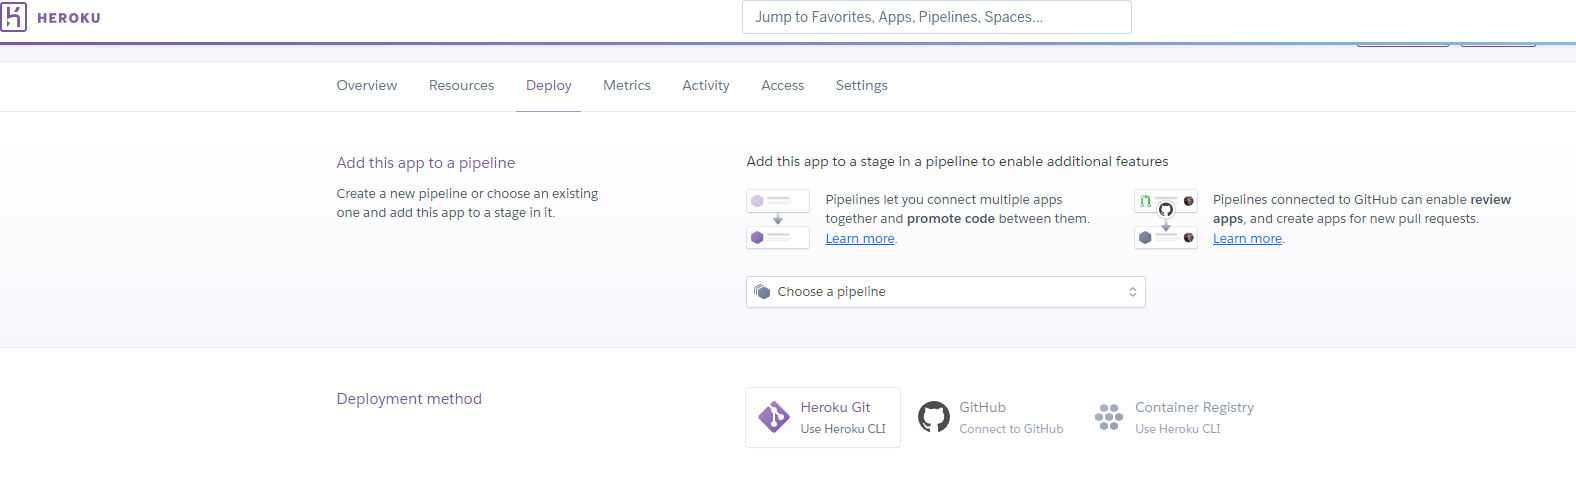 HEROKU
Jump to Favorites, Apps, Pipelines, Spaces...
Overview
Resources
Deploy
Metrics
Activity
Access
Settings
Add this app to a pipeline
Create a new pipeline or choose an existing
one and add this app to a stage in it.
Add this app to a stage in a pipeline to enable additional features
Pipelines let you connect multiple apps
together and promote code between them.
Learn more.
Pipelines connected to GitHub can enable review
apps, and create apps for new pull requests.
Learn more.
Choose a pipeline
Deployment method
Heroku Git
Use Heroku CLI
GitHub
Connect to GitHub
Container Registry
Use Heroku CLI